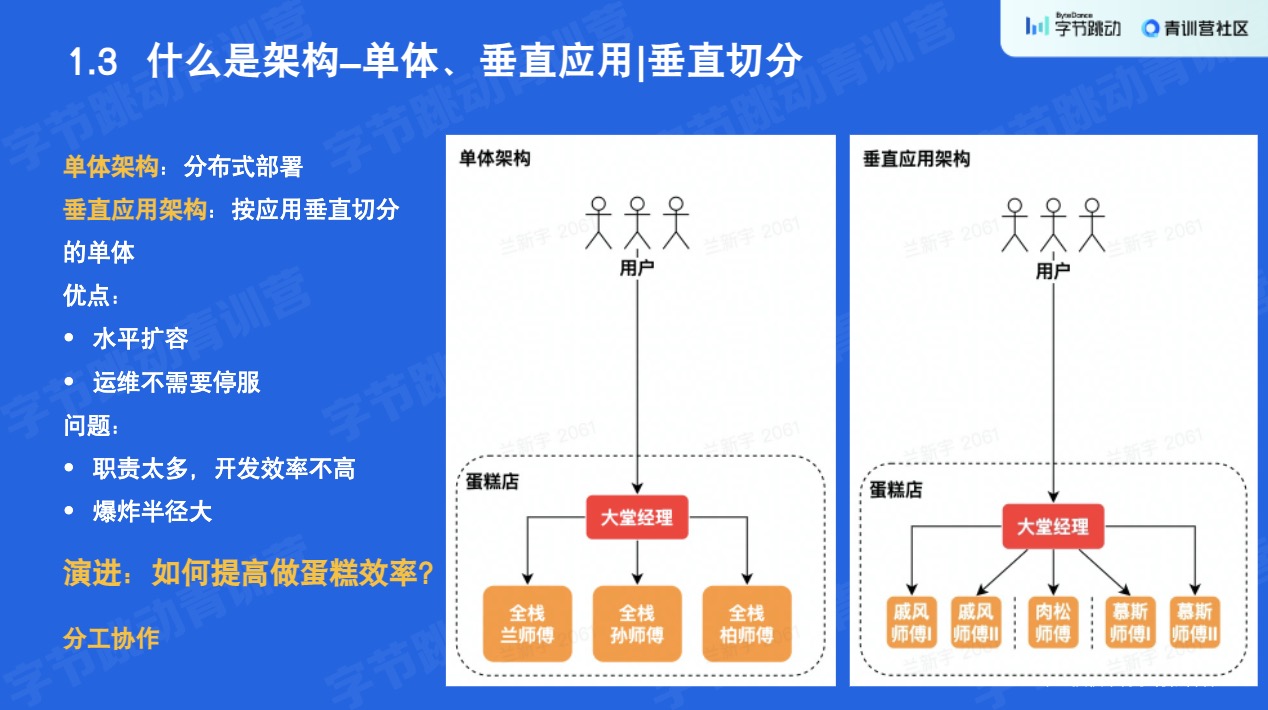 ByteDance
字节跳动
青训营社区
1.3 什么是架构–单体、垂直应用|垂直切分
单体架构：分布式部署
垂直应用架构：按应用垂直切分
的单体
优点：
• 水平扩容
• 运维不需要停服
问题：
• 职责太多，开发效率不高
• 爆炸半径大
演进：如何提高做蛋糕效率？
分工协作
单体架构
用户
蛋糕店
大堂经理
全栈
兰师傅
全栈
孙师傅
全栈
柏师傅
垂直应用架构
用户
蛋糕店
大堂经理
戚风
师傅I
戚风
师傅II
肉松
师傅
慕斯
师傅I
慕斯
师傅II
字节跳动青训营
兰新宇 2061